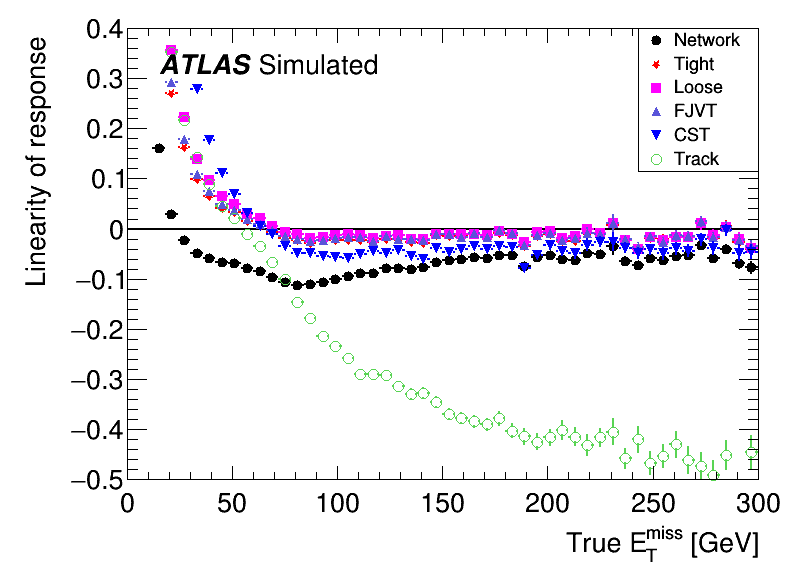 ATLAS Simulated
Network
Tight
Loose
FJVT
CST
Track
Linearity of response
0.4
0.3
0.2
0.1
0
−0.1
−0.2
−0.3
−0.4
−0.5
0 50 100 150 200 250 300
True E_T^miss [GeV]